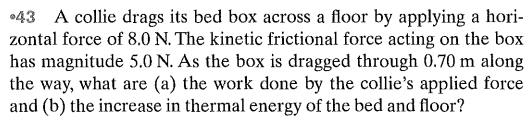 •43 A collie drags its bed box across a floor by applying a hori-
zontal force of 8.0 N. The kinetic frictional force acting on the box
has magnitude 5.0 N. As the box is dragged through 0.70 m along
the way, what are (a) the work done by the collie's applied force
and (b) the increase in thermal energy of the bed and floor?